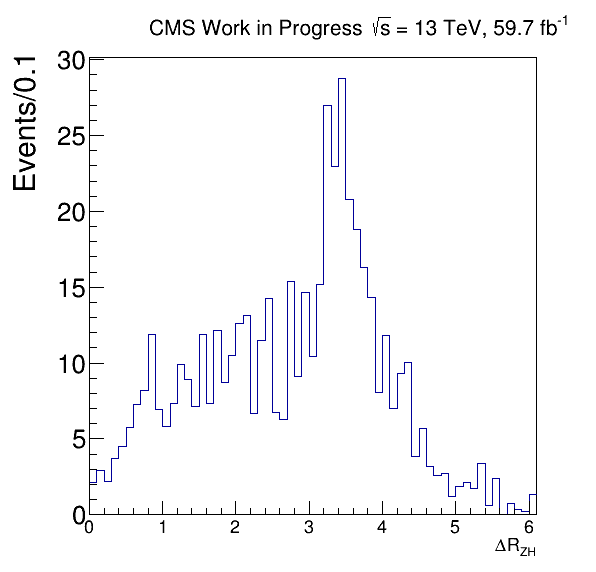 CMS Work in Progress √s = 13 TeV, 59.7 fb⁻¹
Events/0.1
30
25
20
15
10
5
0
0 1 2 3 4 5 6
ΔR_ZH